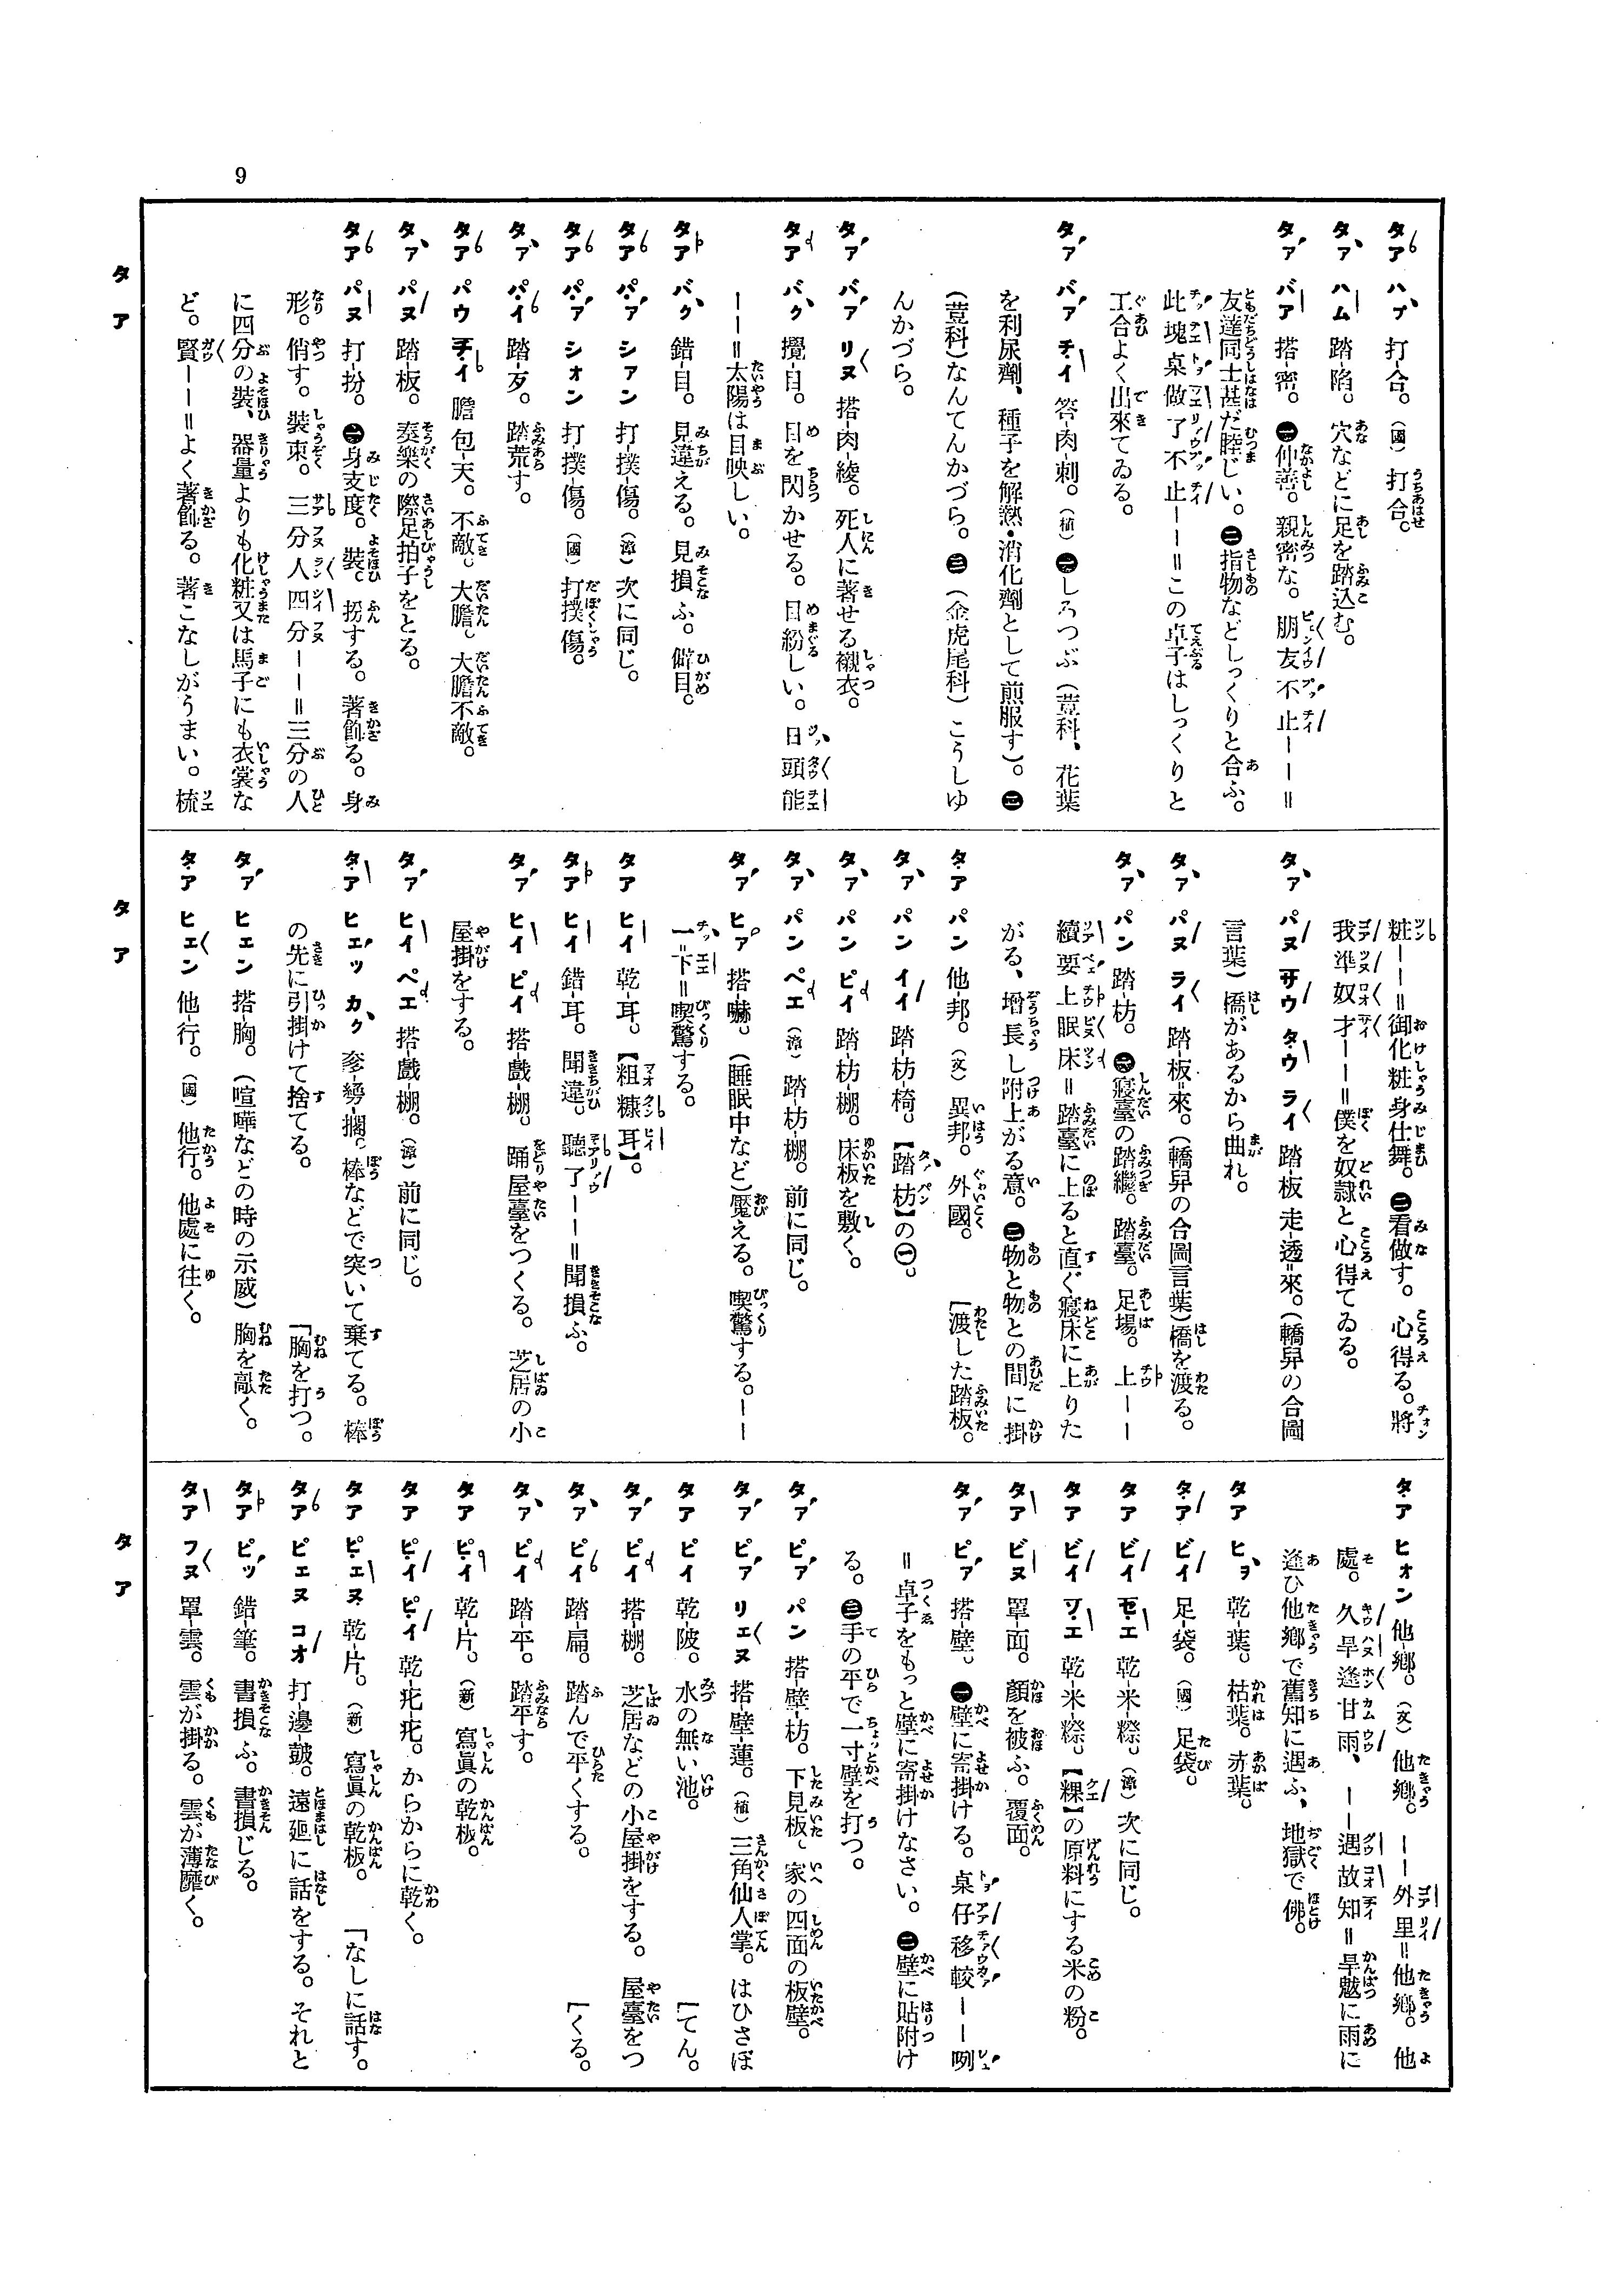 9
タア ハプ 打-合。(國)打合。
タア ハム 踏-陷。穴などに足を踏込む。
タア バア 搭-密。㊀仲善。親密な。朋友不止ーー=
友達同士甚だ睦じい。㊁指物などしっくりと合ふ。
此塊桌做了不止ーー=この卓子はしっくりと
工合よく出來てゐる。
タア バア チイ 答-肉-刺。(植)㊀しろつぶ(荳科、花葉
を利尿劑、種子を解熱・消化劑として煎服す)。㊁
(荳科)なんてんかづら。㊂(金虎尾科)こうしゆ
んかづら。
タア バア リヌ 搭-肉-綾。死人に著せる襯衣。
タア バク 攪-目。目を閃かせる。目紛しい。日頭能
ーー=太陽は目映しい。
タア バク 錯-目。見違える。見損ふ。僻目。
タア パア シァン 打-撲-傷。(漳)次に同じ。
タア パア シォン 打-撲-傷。(國)打撲傷。
タア パイ 踏-歹。踏荒す。
タア パウ チイ 膽包-天。不敵。大膽。大膽不敵。
タア パヌ 踏-板。奏樂の際足拍子をとる。
タア パヌ 打-扮。㊀身支度。裝。扮する。著飾る。身
形。俏す。裝束。三分人四分ーー=三分の人
に四分の裝、器量よりも化粧又は馬子にも衣裳な
ど。賢ーー=よく著飾る。著こなしがうまい。梳
タア
粧ーー=御化粧身仕舞。㊁看做す。心得る。將
我準奴才ーー=僕を奴隷と心得てゐる。
タア パヌ サウ タウ ライ 踏-板走-透=來。(轎舁の合圖
言葉)橋があるから曲れ。
タア パヌ ライ 踏-板=來。(轎舁の合圖言葉)橋を渡る。
タア パン 踏-枋。㊀寢臺の踏繼。踏臺。足場。上ーー
續要上眠床=踏臺に上ると直ぐ寢床に上りた
がる、增長し附上がる意。㊁物と物との間に掛
タア パン 他-邦。(文)異邦。外國。 [渡した踏板。
タア パン イイ 踏-枋-椅。【踏枋】の㊀。
タア パン ピイ 踏-枋-棚。床板を敷く。
タア パン ペエ (漳)踏-枋-棚。前に同じ。
タア ヒア 搭-嚇。(睡眠中など)魘える。喫驚する。ーー
一=下=喫驚する。
タア ヒイ 乾-耳。【粗糠耳】。
タア ヒイ 錯-耳。聞違。聽了ーー=聞損ふ。
タア ヒイ ピイ 搭-戲-棚。踊屋臺をつくる。芝居の小
屋掛をする。
タア ヒイ ペエ 搭-戲-棚。(漳)前に同じ。
タア ヒェッ カク -擱。棒などで突いて棄てる。棒
の先に引掛けて捨てる。 [胸を打つ。
タア ヒェン 搭-胸。(喧嘩などの時の示威)胸を敲く。
タア ヒェン 他-行。(國)他行。他處に往く。
タア
タア ヒォン 他-鄉。(文)他鄉。ーー外里=他鄉。他
處。久旱逢甘雨、ーー遇故知=旱魃に雨に
逢ひ他鄉で舊知に遇ふ、地獄で佛。
タア ヒヲ 乾-葉。枯葉。赤葉。
タア ビイ 足-袋。(國)足袋。
タア ビイ モエ 乾-米-糜。(漳)次に同じ。
タア ビイ ヲエ 乾-米-糜。【粿】の原料にする米の粉。
タア ビヌ 罩-面。顏を被ふ。覆面。
タア ピア 搭-壁。㊀壁に寄掛ける。桌仔移較ーー咧
=卓子をもっと壁に寄掛けなさい。㊁壁に貼附け
る。㊂手の平で一寸壁を打つ。
タア ピア パン 搭-壁-枋。下見板、家の四面の板壁。
タア ピア リェヌ 搭-壁-蓮。(植)三角仙人掌。はひさぼ
タア ピイ 乾-陂。水の無い池。 [てん。
タア ピイ 搭-棚。芝居などの小屋掛をする。屋臺をつ
タア ピイ 踏-扁。踏んで平くする。 [くる。
タア ピイ 踏-平。踏平す。
タア ピイ 乾-片。(新)寫眞の乾板。
タア ピイ ピイ 乾-疕-疕。からからに乾く。
タア ピェヌ 乾-片。(新)寫眞の乾板。 [なしに話す。
タア ピェヌ コオ 打-邊-鼓。遠廻に話をする。それと
タア ピッ 錯-筆。書損ふ。書損じる。
タア フヌ 罩-雲。雲が掛る。雲が薄靡く。
タア